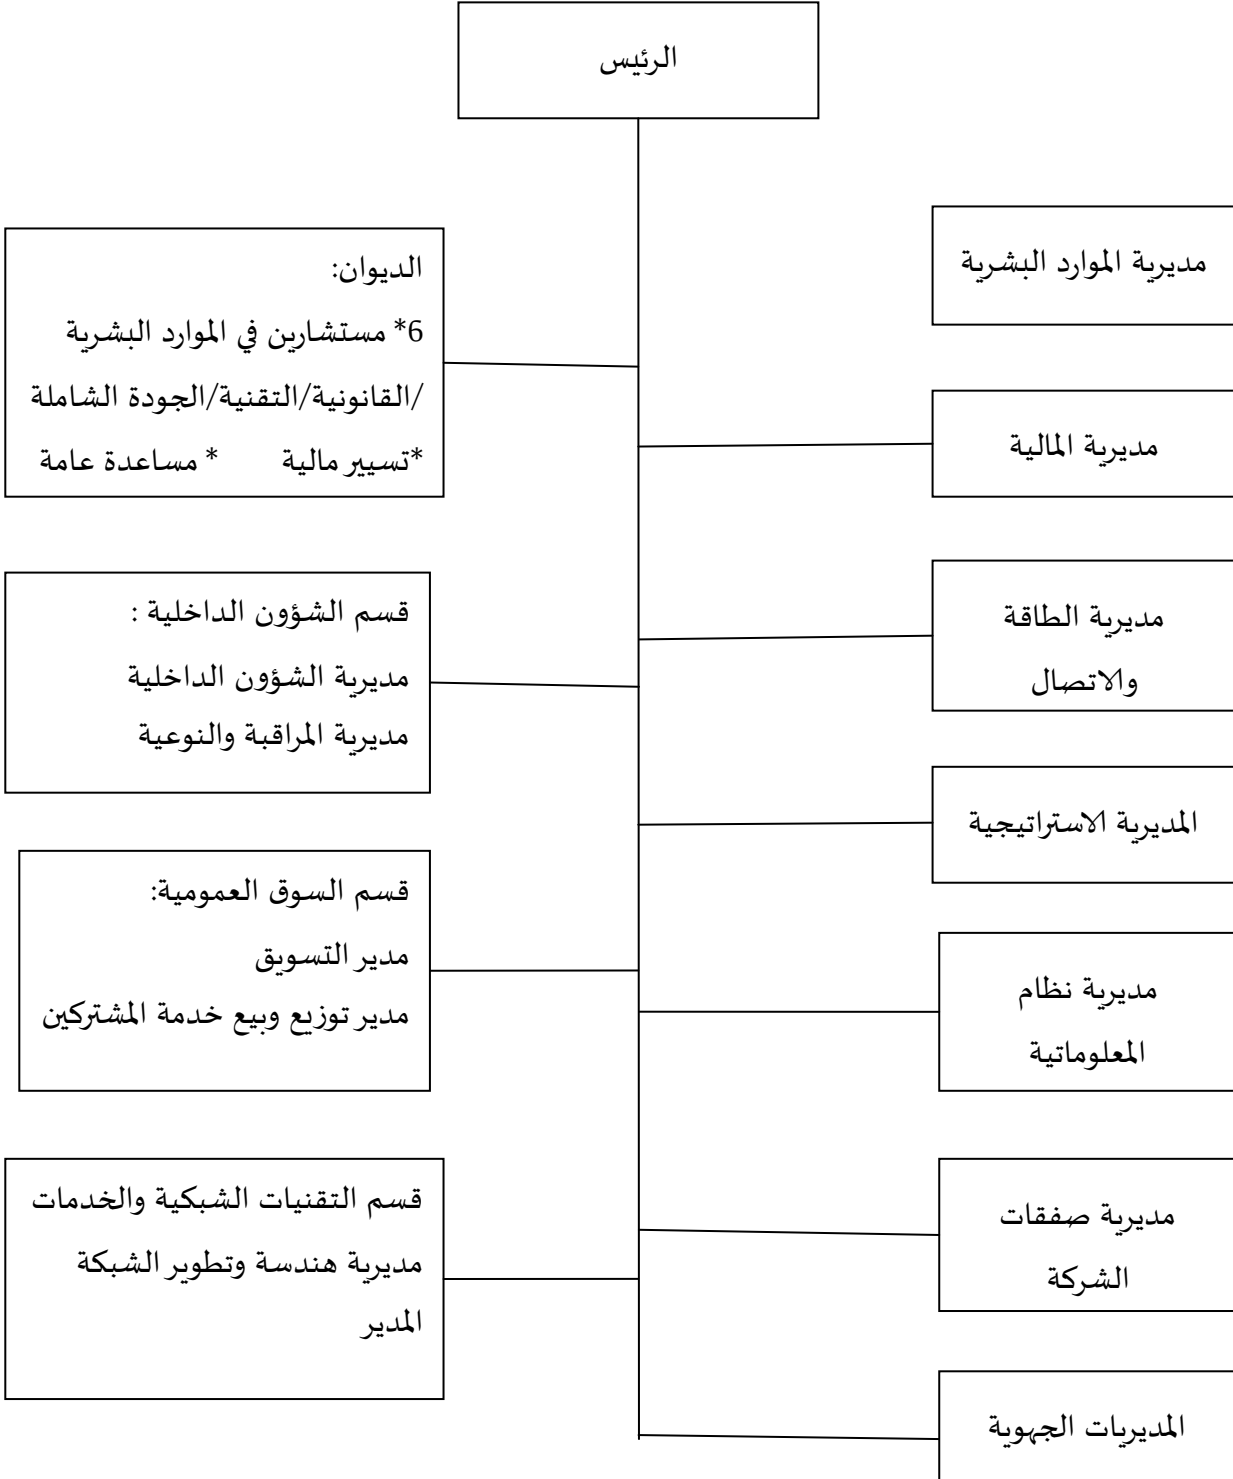 الرئيس
مديرية الموارد البشرية
مديرية المالية
مديرية الطاقة
والاتصال
المديرية الاستراتيجية
مديرية نظام
المعلوماتية
مديرية صفقات
الشركة
المديريات الجهوية
الديوان:
6* مستشارين في الموارد البشرية
/القانونية/التقنية/الجودة الشاملة
*تسيير مالية * مساعدة عامة
قسم الشؤون الداخلية :
مديرية الشؤون الداخلية
مديرية المراقبة والنوعية
قسم السوق العمومية:
مدير التسويق
مدير توزيع وبيع خدمة المشتركين
قسم التقنيات الشبكية والخدمات
مديرية هندسة وتطوير الشبكة
المدير